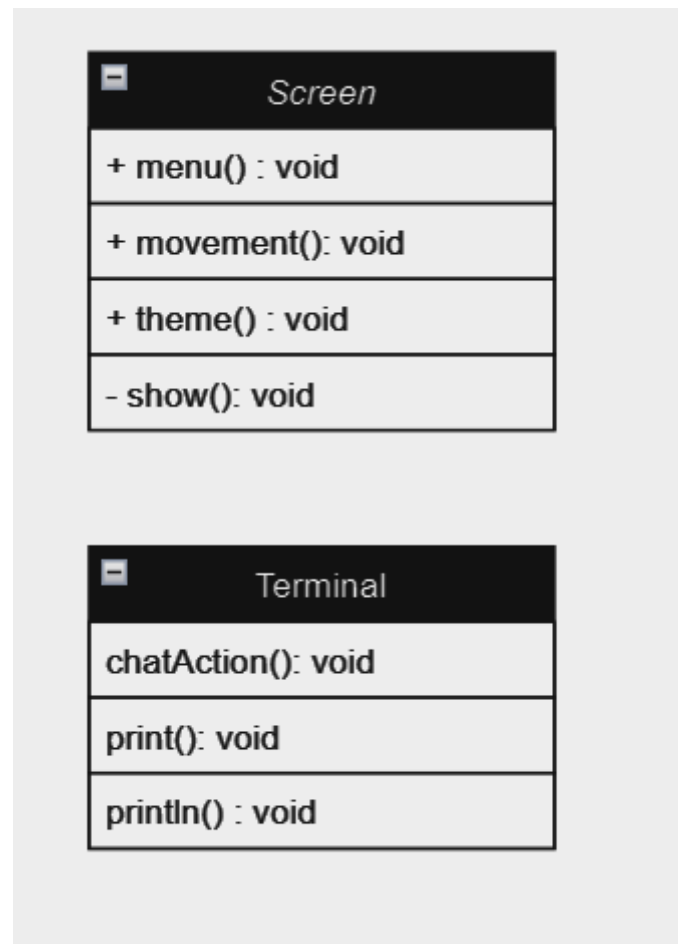 Screen
+ menu() : void
+ movement(): void
+ theme() : void
- show(): void
Terminal
chatAction(): void
print(): void
println() : void